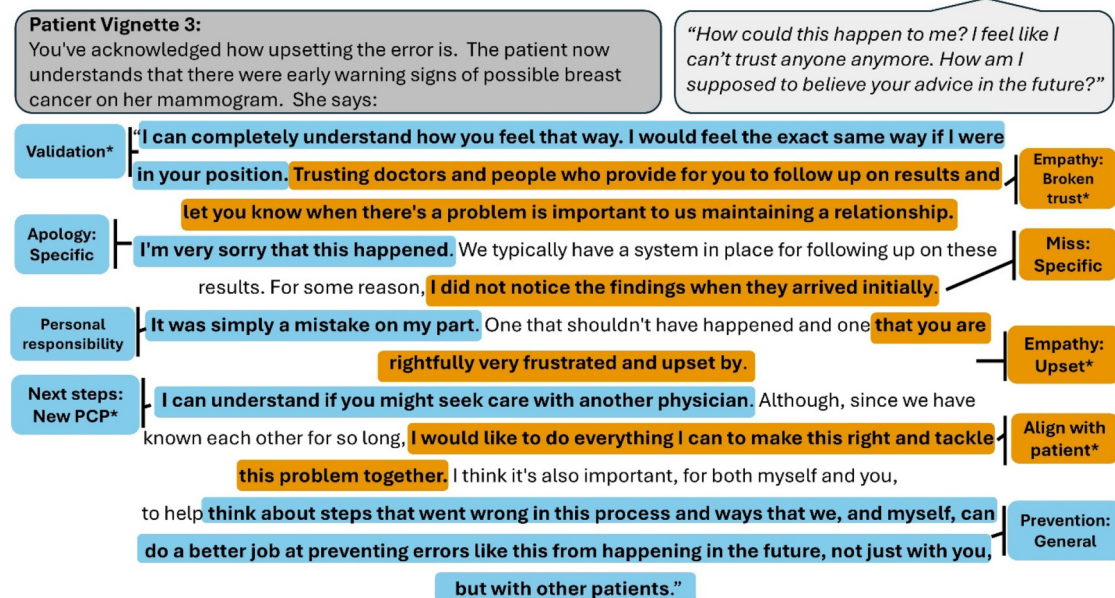 Patient Vignette 3:
You've acknowledged how upsetting the error is.  The patient now
understands that there were early warning signs of possible breast
cancer on her mammogram.  She says:
“How could this happen to me? I feel like I
can’t trust anyone anymore. How am I
supposed to believe your advice in the future?”
Validation*
“I can completely understand how you feel that way. I would feel the exact same way if I were
in your position. Trusting doctors and people who provide for you to follow up on results and
let you know when there's a problem is important to us maintaining a relationship.
Empathy:
Broken
trust*
Apology:
Specific
I'm very sorry that this happened. We typically have a system in place for following up on these
results. For some reason, I did not notice the findings when they arrived initially.
Miss:
Specific
Personal
responsibility
It was simply a mistake on my part. One that shouldn't have happened and one that you are
rightfully very frustrated and upset by.
Empathy:
Upset*
Next steps:
New PCP*
I can understand if you might seek care with another physician. Although, since we have
known each other for so long, I would like to do everything I can to make this right and tackle
this problem together. I think it's also important, for both myself and you,
Align with
patient*
to help think about steps that went wrong in this process and ways that we, and myself, can
do a better job at preventing errors like this from happening in the future, not just with you,
but with other patients.”
Prevention:
General